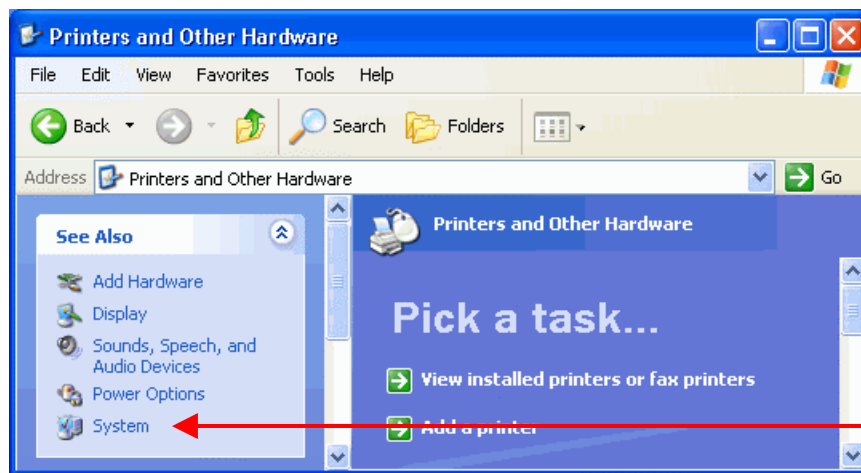 Printers and Other Hardware
File Edit View Favorites Tools Help
Back Search Folders
Address Printers and Other Hardware Go
See Also
Add Hardware
Display
Sounds, Speech, and
Audio Devices
Power Options
System
Printers and Other Hardware
Pick a task...
View installed printers or fax printers
Add a printer